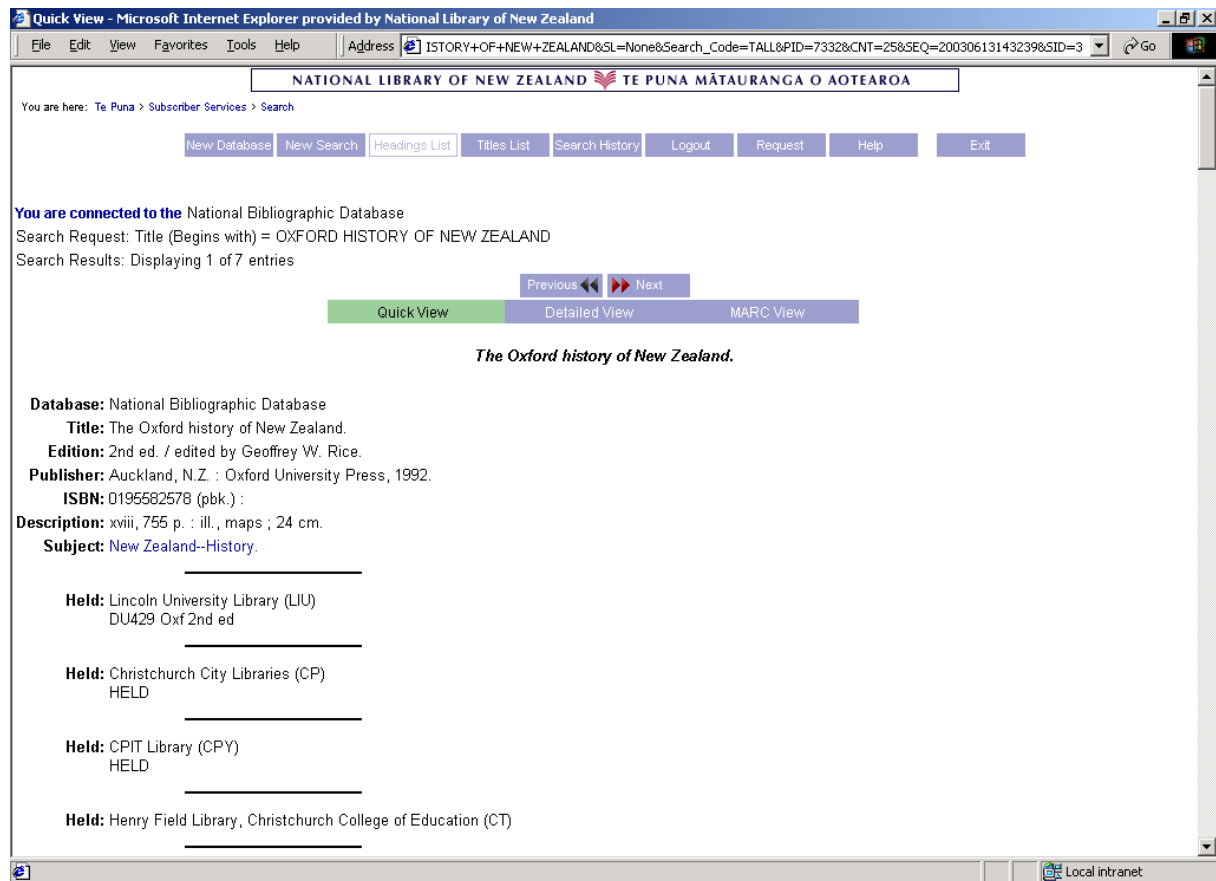 Quick View - Microsoft Internet Explorer provided by National Library of New Zealand
File Edit View Favorites Tools Help Address ISTORY+OF+NEW+ZEALAND&SL=None&Search_Code=TALL&PID=7332&CNT=25&SEQ=20030613143239&SID=3 Go
NATIONAL LIBRARY OF NEW ZEALAND TE PUNA MĀTAURANGA O AOTEAROA
You are here: Te Puna > Subscriber Services > Search
New Database New Search Headings List Titles List Search History Logout Request Help Exit
You are connected to the National Bibliographic Database
Search Request: Title (Begins with) = OXFORD HISTORY OF NEW ZEALAND
Search Results: Displaying 1 of 7 entries
Previous Next
Quick View Detailed View MARC View
The Oxford history of New Zealand.
Database: National Bibliographic Database
Title: The Oxford history of New Zealand.
Edition: 2nd ed. / edited by Geoffrey W. Rice.
Publisher: Auckland, N.Z. : Oxford University Press, 1992.
ISBN: 0195582578 (pbk.) :
Description: xviii, 755 p. : ill., maps ; 24 cm.
Subject: New Zealand--History.
Held: Lincoln University Library (LIU)
DU429 Oxf 2nd ed
Held: Christchurch City Libraries (CP)
HELD
Held: CPIT Library (CPY)
HELD
Held: Henry Field Library, Christchurch College of Education (CT)
Local intranet